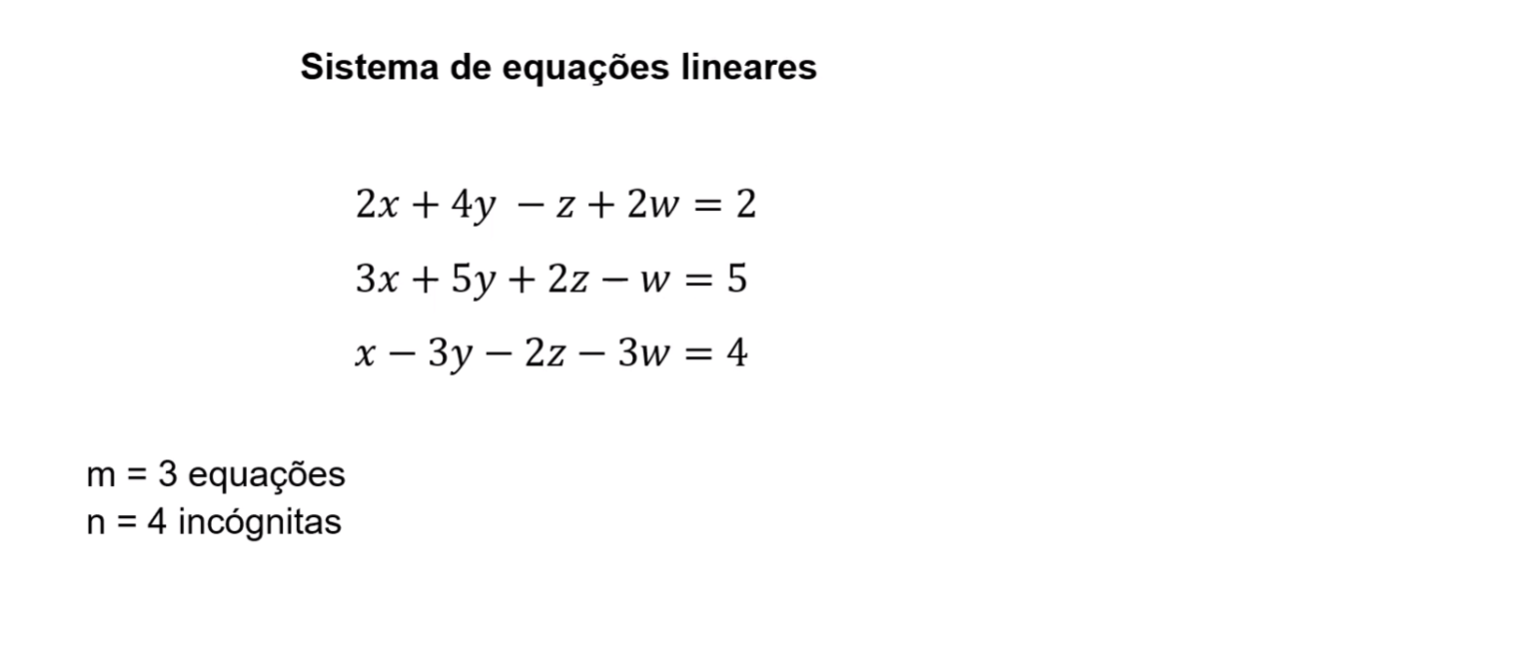 Sistema de equações lineares
2x + 4y − z + 2w = 2
3x + 5y + 2z − w = 5
x − 3y − 2z − 3w = 4
m = 3 equações
n = 4 incógnitas